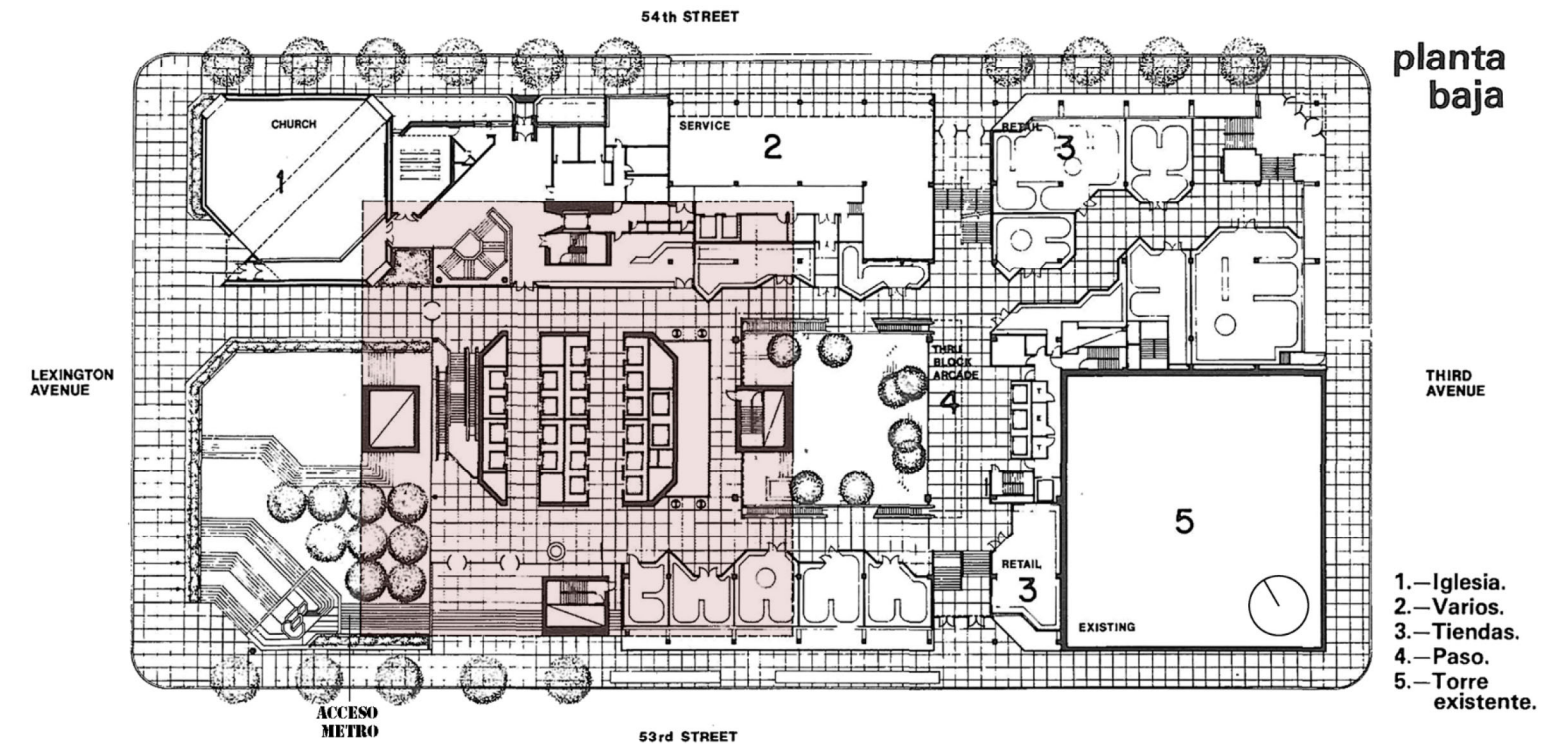 54th STREET
planta
baja
CHURCH
1
SERVICE
2
RETAIL
3
LEXINGTON
AVENUE
THRU
BLOCK
ARCADE
4
THIRD
AVENUE
5
RETAIL
3
EXISTING
1.—Iglesia.
2.—Varios.
3.—Tiendas.
4.—Paso.
5.—Torre
existente.
ACCESO
METRO
53rd STREET